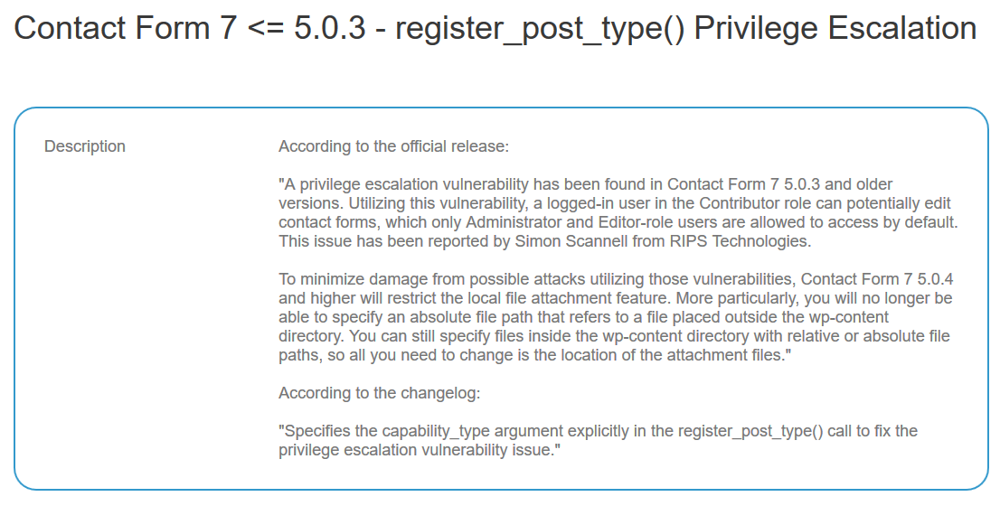 Contact Form 7 <= 5.0.3 - register_post_type() Privilege Escalation
Description
According to the official release:
"A privilege escalation vulnerability has been found in Contact Form 7 5.0.3 and older
versions. Utilizing this vulnerability, a logged-in user in the Contributor role can potentially edit
contact forms, which only Administrator and Editor-role users are allowed to access by default.
This issue has been reported by Simon Scannell from RIPS Technologies.
To minimize damage from possible attacks utilizing those vulnerabilities, Contact Form 7 5.0.4
and higher will restrict the local file attachment feature. More particularly, you will no longer be
able to specify an absolute file path that refers to a file placed outside the wp-content
directory. You can still specify files inside the wp-content directory with relative or absolute file
paths, so all you need to change is the location of the attachment files."
According to the changelog:
"Specifies the capability_type argument explicitly in the register_post_type() call to fix the
privilege escalation vulnerability issue."